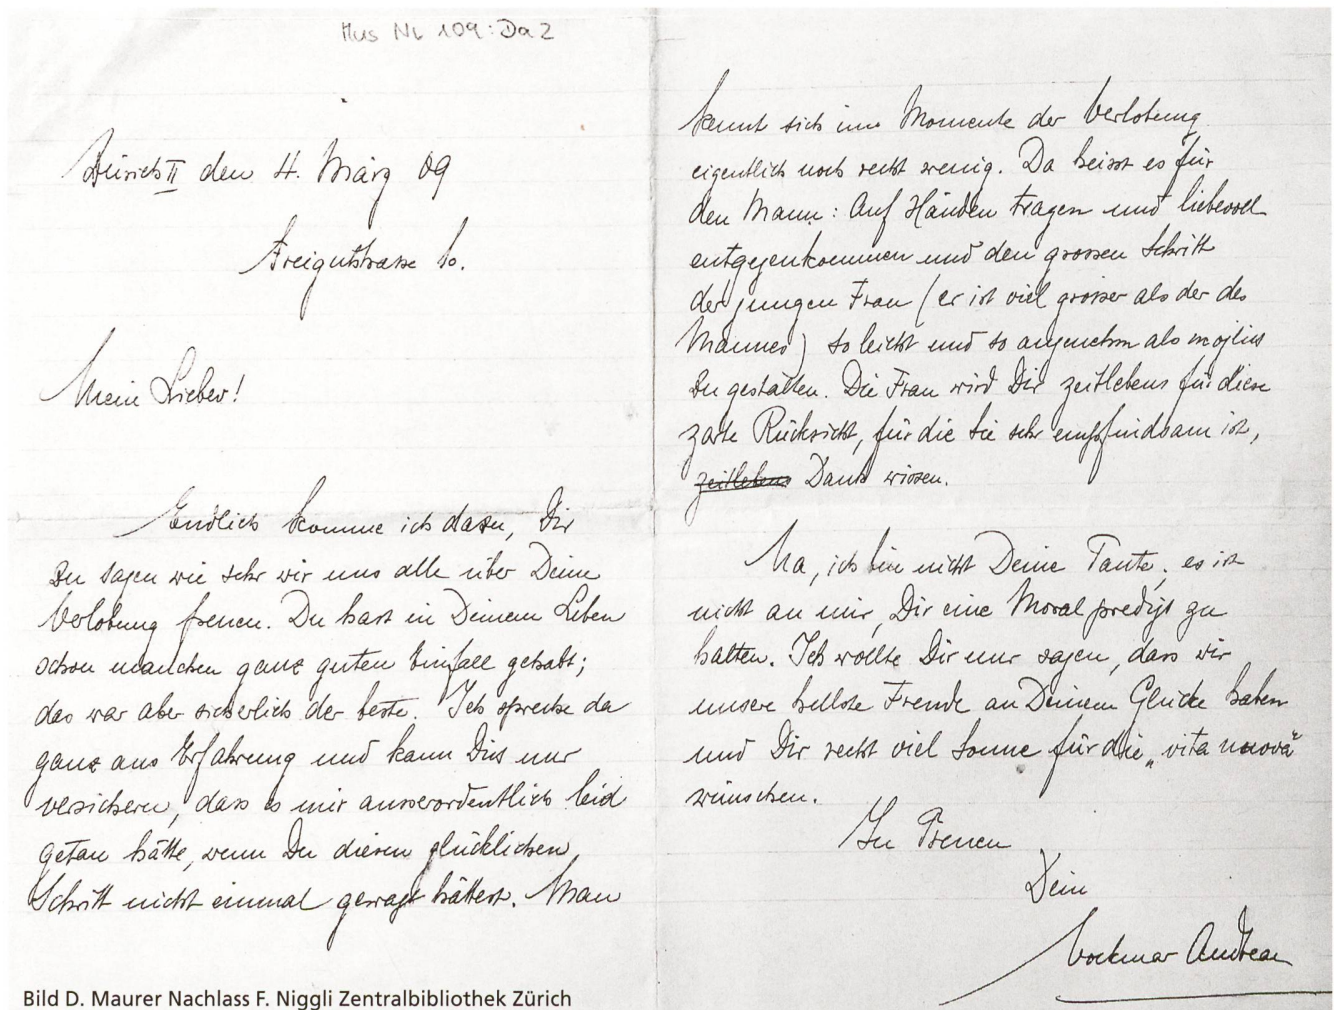 Mus NL 109: Da 2
Zürich II den 4. März 09
Freigutstrasse 10.
Mein Lieber!
Endlich komme ich dazu, Dir
zu sagen wie sehr wir uns alle über Deine
Verlobung freuen. Du hast in Deinem Leben
schon manchen ganz guten Einfall gehabt;
das war aber sicherlich der beste. Ich spreche da
ganz aus Erfahrung und kann Dir nur
versichern, dass es mir ausserordentlich leid
getan hätte, wenn Du diesen glücklichen
Schritt nicht einmal gewagt hättest. Man
kennt sich im Momente der Verlobung
eigentlich noch recht wenig. Da heisst es für
den Mann: Auf Händen tragen und liebevoll
entgegenkommen und den grossen Schritt
der jungen Frau (er ist viel grösser als der des
Mannes) so leicht und so angenehm als möglich
zu gestalten. Die Frau wird Dir zeitlebens für diese
zarte Rücksicht, für die sie sehr empfindsam ist,
zeitlebens Dank wissen.
Na, ich bin nicht Deine Tante, es ist
nicht an mir, Dir eine Moralpredigt zu
halten. Ich wollte Dir nur sagen, dass wir
unsere hellste Freude an Deinem Glücke haben
und Dir recht viel Sonne für die „vita nuova“
wünschen.
In Treuen
Dein
Volkmar Andreae
Bild D. Maurer Nachlass F. Niggli Zentralbibliothek Zürich